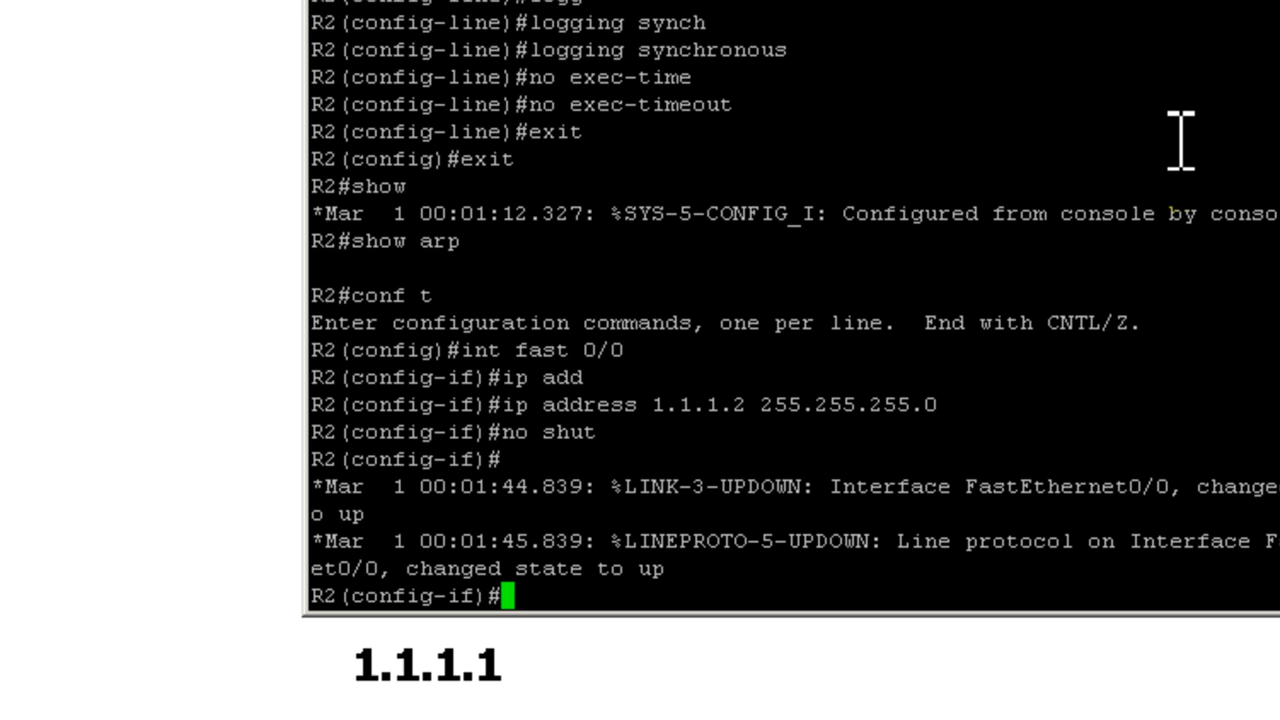 R2(config-line)#logging synch
R2(config-line)#logging synchronous
R2(config-line)#no exec-time
R2(config-line)#no exec-timeout
R2(config-line)#exit
R2(config)#exit
R2#show
*Mar  1 00:01:12.327: %SYS-5-CONFIG_I: Configured from console by conso
R2#show arp
R2#conf t
Enter configuration commands, one per line.  End with CNTL/Z.
R2(config)#int fast 0/0
R2(config-if)#ip add
R2(config-if)#ip address 1.1.1.2 255.255.255.0
R2(config-if)#no shut
R2(config-if)#
*Mar  1 00:01:44.839: %LINK-3-UPDOWN: Interface FastEthernet0/0, change
o up
*Mar  1 00:01:45.839: %LINEPROTO-5-UPDOWN: Line protocol on Interface F
et0/0, changed state to up
R2(config-if)#
1.1.1.1